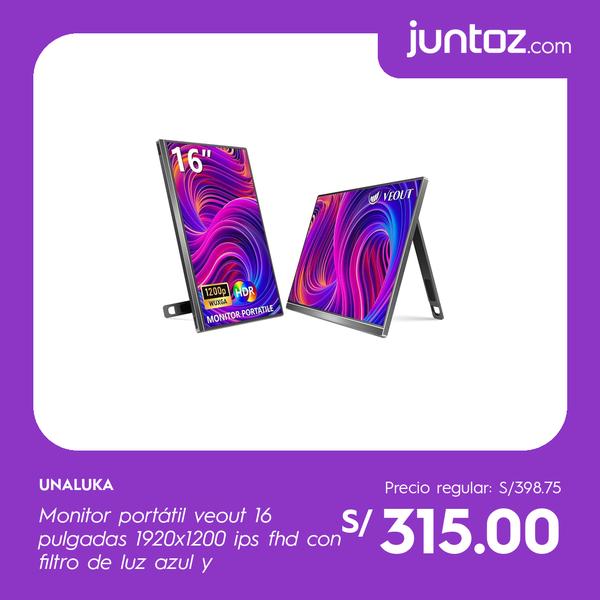 juntoz.com
16"
VEOUT
1200p
WUXGA
HDR
MONITOR PORTATILE
UNALUKA
Monitor portátil veout 16
pulgadas 1920x1200 ips fhd con
filtro de luz azul y
Precio regular: S/398.75
S/ 315.00